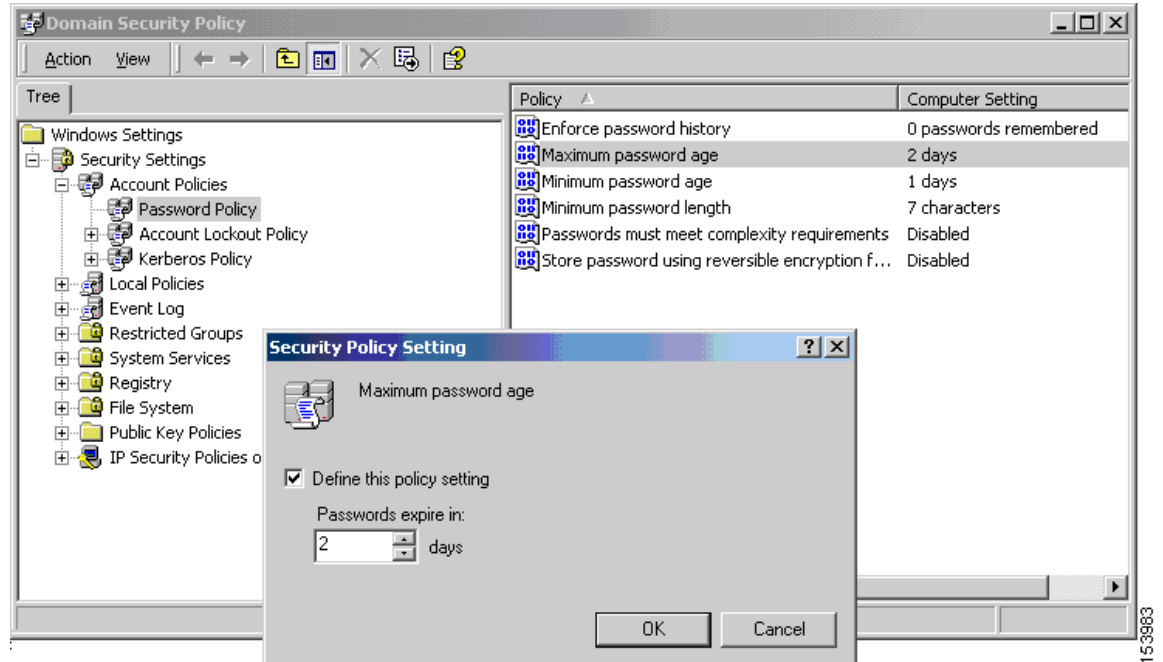 Domain Security Policy
Action View
Tree
Policy Computer Setting
Windows Settings
Security Settings
Account Policies
Password Policy
Account Lockout Policy
Kerberos Policy
Local Policies
Event Log
Restricted Groups
System Services
Registry
File System
Public Key Policies
IP Security Policies o
Enforce password history 0 passwords remembered
Maximum password age 2 days
Minimum password age 1 days
Minimum password length 7 characters
Passwords must meet complexity requirements Disabled
Store password using reversible encryption f... Disabled
Security Policy Setting
Maximum password age
Define this policy setting
Passwords expire in:
2 days
OK Cancel
153983